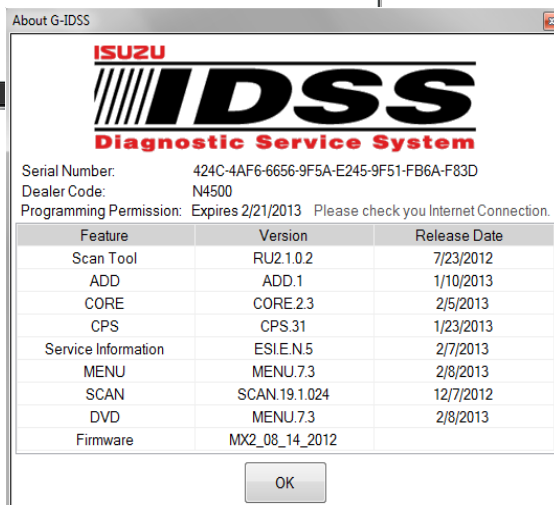 About G-IDSS
ISUZU
IDSS
Diagnostic Service System
Serial Number: 424C-4AF6-6656-9F5A-E245-9F51-FB6A-F83D
Dealer Code: N4500
Programming Permission: Expires 2/21/2013 Please check you Internet Connection.
Feature Version Release Date
Scan Tool RU2.1.0.2 7/23/2012
ADD ADD.1 1/10/2013
CORE CORE.2.3 2/5/2013
CPS CPS.31 1/23/2013
Service Information ESI.E.N.5 2/7/2013
MENU MENU.7.3 2/8/2013
SCAN SCAN.19.1.024 12/7/2012
DVD MENU.7.3 2/8/2013
Firmware MX2_08_14_2012
OK